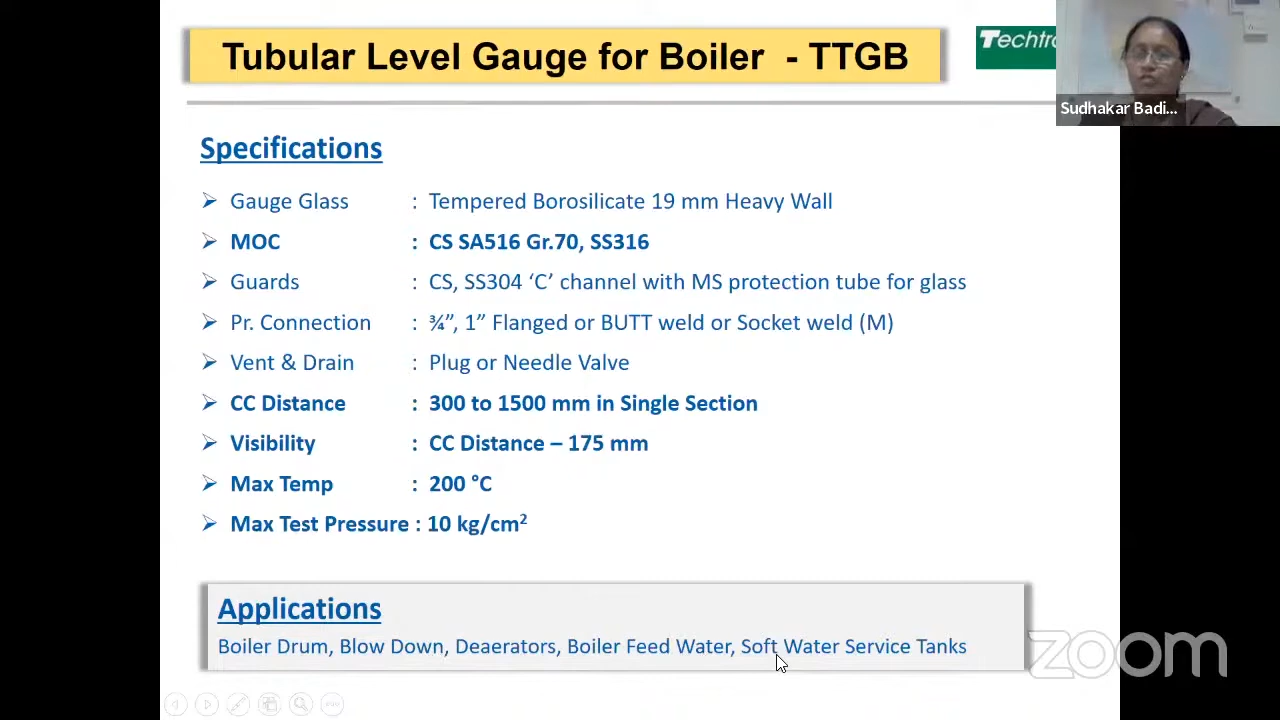 Tubular Level Gauge for Boiler - TTGB
Techtro
Sudhakar Badi...
Specifications
➢ Gauge Glass : Tempered Borosilicate 19 mm Heavy Wall
➢ MOC : CS SA516 Gr.70, SS316
➢ Guards : CS, SS304 ‘C’ channel with MS protection tube for glass
➢ Pr. Connection : ¾”, 1” Flanged or BUTT weld or Socket weld (M)
➢ Vent & Drain : Plug or Needle Valve
➢ CC Distance : 300 to 1500 mm in Single Section
➢ Visibility : CC Distance – 175 mm
➢ Max Temp : 200 °C
➢ Max Test Pressure : 10 kg/cm²
Applications
Boiler Drum, Blow Down, Deaerators, Boiler Feed Water, Soft Water Service Tanks
zoom